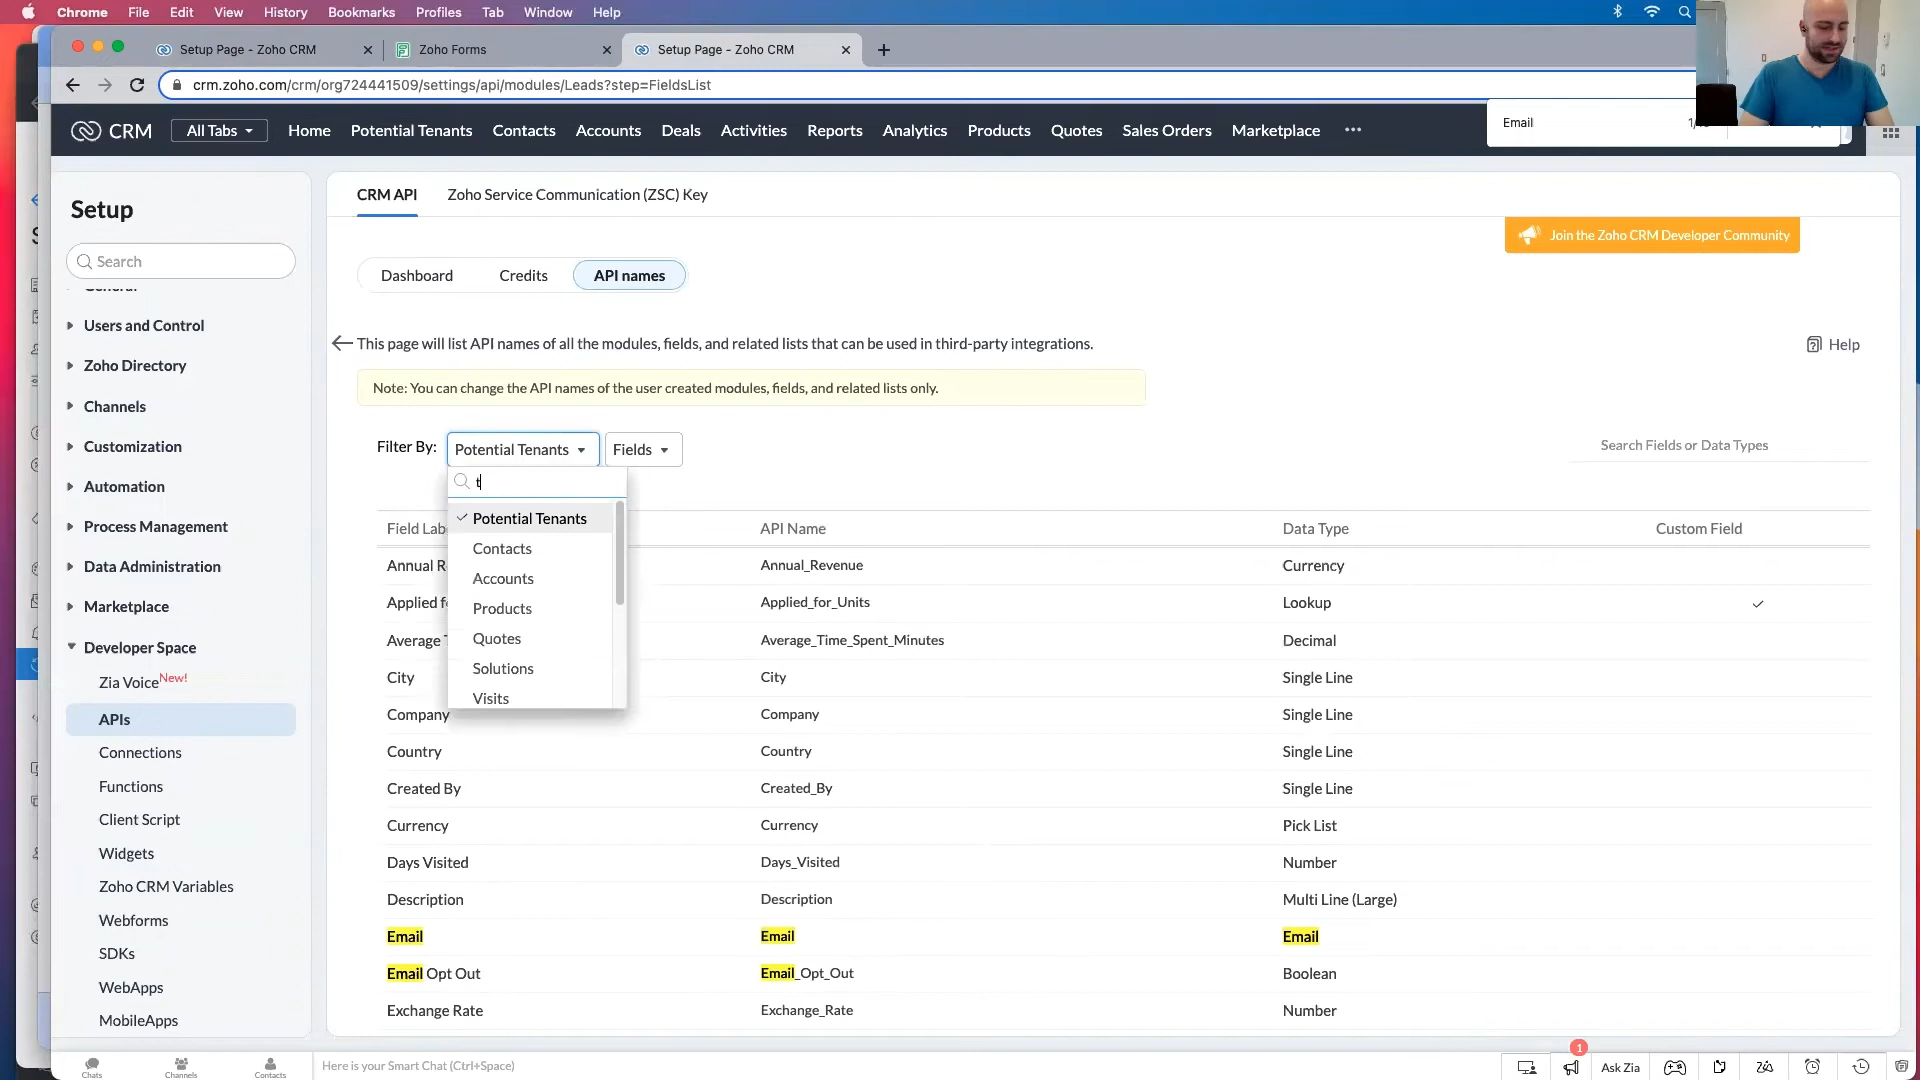 Chrome File Edit View History Bookmarks Profiles Tab Window Help
Setup Page - Zoho CRM
Zoho Forms
Setup Page - Zoho CRM
crm.zoho.com/crm/org724441509/settings/api/modules/Leads?step=FieldsList
CRM All Tabs Home Potential Tenants Contacts Accounts Deals Activities Reports Analytics Products Quotes Sales Orders Marketplace
Email
Setup
Search
General
Users and Control
Zoho Directory
Channels
Customization
Automation
Process Management
Data Administration
Marketplace
Developer Space
Zia Voice New!
APIs
Connections
Functions
Client Script
Widgets
Zoho CRM Variables
Webforms
SDKs
WebApps
MobileApps
CRM API Zoho Service Communication (ZSC) Key
Join the Zoho CRM Developer Community
Dashboard Credits API names
This page will list API names of all the modules, fields, and related lists that can be used in third-party integrations.
Help
Note: You can change the API names of the user created modules, fields, and related lists only.
Filter By: Potential Tenants Fields
Search Fields or Data Types
t
Potential Tenants
Contacts
Accounts
Products
Quotes
Solutions
Visits
Field Lab API Name Data Type Custom Field
Annual R Annual_Revenue Currency
Applied f Applied_for_Units Lookup
Average Average_Time_Spent_Minutes Decimal
City City Single Line
Company Company Single Line
Country Country Single Line
Created By Created_By Single Line
Currency Currency Pick List
Days Visited Days_Visited Number
Description Description Multi Line (Large)
Email Email Email
Email Opt Out Email_Opt_Out Boolean
Exchange Rate Exchange_Rate Number
Chats Channels Contacts
Here is your Smart Chat (Ctrl+Space)
1
Ask Zia